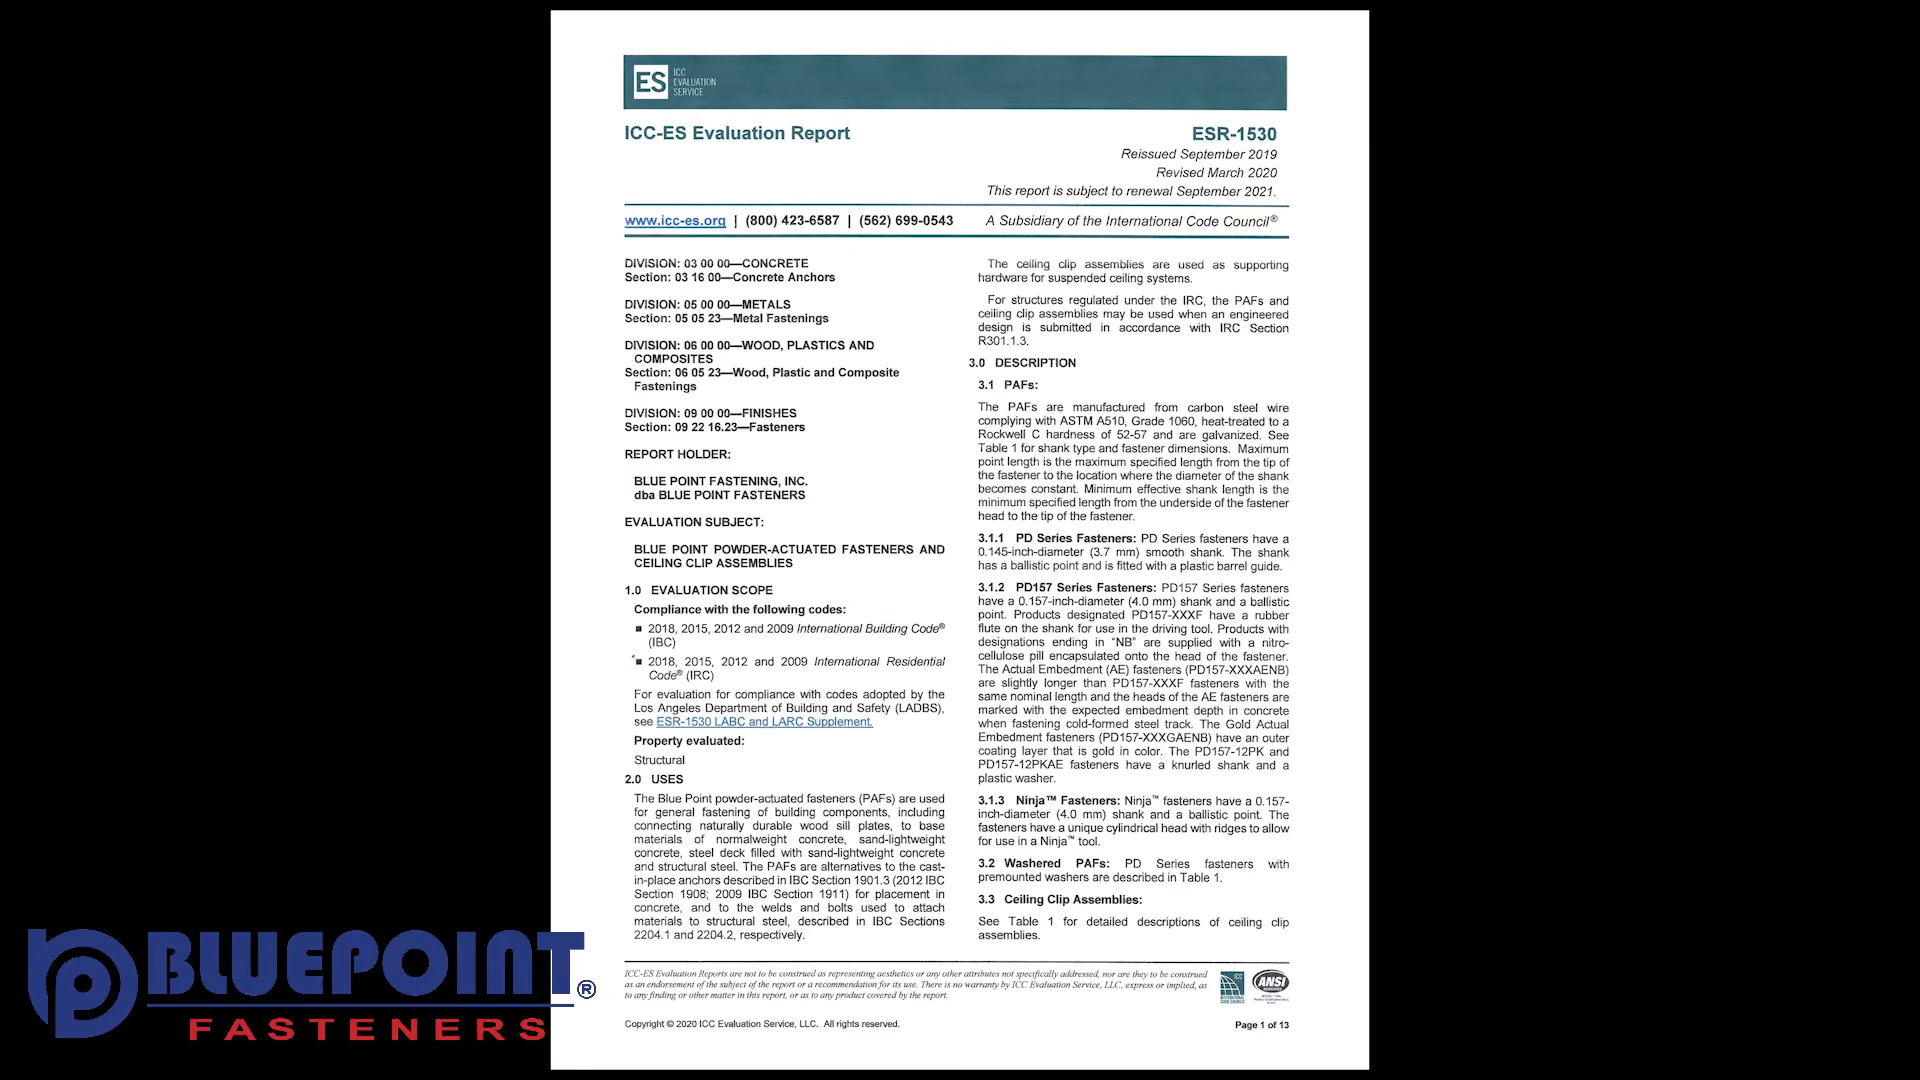 ES ICC
EVALUATION
SERVICE
ICC-ES Evaluation Report
ESR-1530
Reissued September 2019
Revised March 2020
This report is subject to renewal September 2021.
www.icc-es.org | (800) 423-6587 | (562) 699-0543 A Subsidiary of the International Code Council®
DIVISION: 03 00 00—CONCRETE
Section: 03 16 00—Concrete Anchors
DIVISION: 05 00 00—METALS
Section: 05 05 23—Metal Fastenings
DIVISION: 06 00 00—WOOD, PLASTICS AND
COMPOSITES
Section: 06 05 23—Wood, Plastic and Composite
Fastenings
DIVISION: 09 00 00—FINISHES
Section: 09 22 16.23—Fasteners
REPORT HOLDER:
BLUE POINT FASTENING, INC.
dba BLUE POINT FASTENERS
EVALUATION SUBJECT:
BLUE POINT POWDER-ACTUATED FASTENERS AND
CEILING CLIP ASSEMBLIES
1.0 EVALUATION SCOPE
Compliance with the following codes:
■ 2018, 2015, 2012 and 2009 International Building Code®
(IBC)
■ 2018, 2015, 2012 and 2009 International Residential
Code® (IRC)
For evaluation for compliance with codes adopted by the
Los Angeles Department of Building and Safety (LADBS),
see ESR-1530 LABC and LARC Supplement.
Property evaluated:
Structural
2.0 USES
The Blue Point powder-actuated fasteners (PAFs) are used
for general fastening of building components, including
connecting naturally durable wood sill plates, to base
materials of normalweight concrete, sand-lightweight
concrete, steel deck filled with sand-lightweight concrete
and structural steel. The PAFs are alternatives to the cast-
in-place anchors described in IBC Section 1901.3 (2012 IBC
Section 1908; 2009 IBC Section 1911) for placement in
concrete, and to the welds and bolts used to attach
materials to structural steel, described in IBC Sections
2204.1 and 2204.2, respectively.
The ceiling clip assemblies are used as supporting
hardware for suspended ceiling systems.
For structures regulated under the IRC, the PAFs and
ceiling clip assemblies may be used when an engineered
design is submitted in accordance with IRC Section
R301.1.3.
3.0 DESCRIPTION
3.1 PAFs:
The PAFs are manufactured from carbon steel wire
complying with ASTM A510, Grade 1060, heat-treated to a
Rockwell C hardness of 52-57 and are galvanized. See
Table 1 for shank type and fastener dimensions. Maximum
point length is the maximum specified length from the tip of
the fastener to the location where the diameter of the shank
becomes constant. Minimum effective shank length is the
minimum specified length from the underside of the fastener
head to the tip of the fastener.
3.1.1 PD Series Fasteners: PD Series fasteners have a
0.145-inch-diameter (3.7 mm) smooth shank. The shank
has a ballistic point and is fitted with a plastic barrel guide.
3.1.2 PD157 Series Fasteners: PD157 Series fasteners
have a 0.157-inch-diameter (4.0 mm) shank and a ballistic
point. Products designated PD157-XXXF have a rubber
flute on the shank for use in the driving tool. Products with
designations ending in “NB” are supplied with a nitro-
cellulose pill encapsulated onto the head of the fastener.
The Actual Embedment (AE) fasteners (PD157-XXXAENB)
are slightly longer than PD157-XXXF fasteners with the
same nominal length and the heads of the AE fasteners are
marked with the expected embedment depth in concrete
when fastening cold-formed steel track. The Gold Actual
Embedment fasteners (PD157-XXXGAENB) have an outer
coating layer that is gold in color. The PD157-12PK and
PD157-12PKAE fasteners have a knurled shank and a
plastic washer.
3.1.3 Ninja™ Fasteners: Ninja™ fasteners have a 0.157-
inch-diameter (4.0 mm) shank and a ballistic point. The
fasteners have a unique cylindrical head with ridges to allow
for use in a Ninja™ tool.
3.2 Washered PAFs: PD Series fasteners with
premounted washers are described in Table 1.
3.3 Ceiling Clip Assemblies:
See Table 1 for detailed descriptions of ceiling clip
assemblies.
ICC-ES Evaluation Reports are not to be construed as representing aesthetics or any other attributes not specifically addressed, nor are they to be construed
as an endorsement of the subject of the report or a recommendation for its use. There is no warranty by ICC Evaluation Service, LLC, express or implied, as
to any finding or other matter in this report, or as to any product covered by the report.
ICC
ANSI
Copyright © 2020 ICC Evaluation Service, LLC. All rights reserved.
Page 1 of 13
BLUEPOINT®
FASTENERS